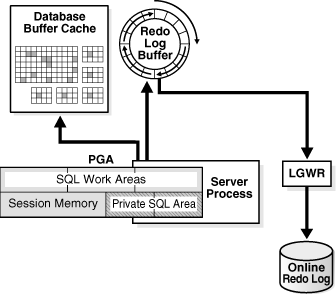 Database
Buffer Cache
Redo
Log
Buffer
PGA
SQL Work Areas
Session Memory
Private SQL Area
Server
Process
LGWR
Online
Redo Log